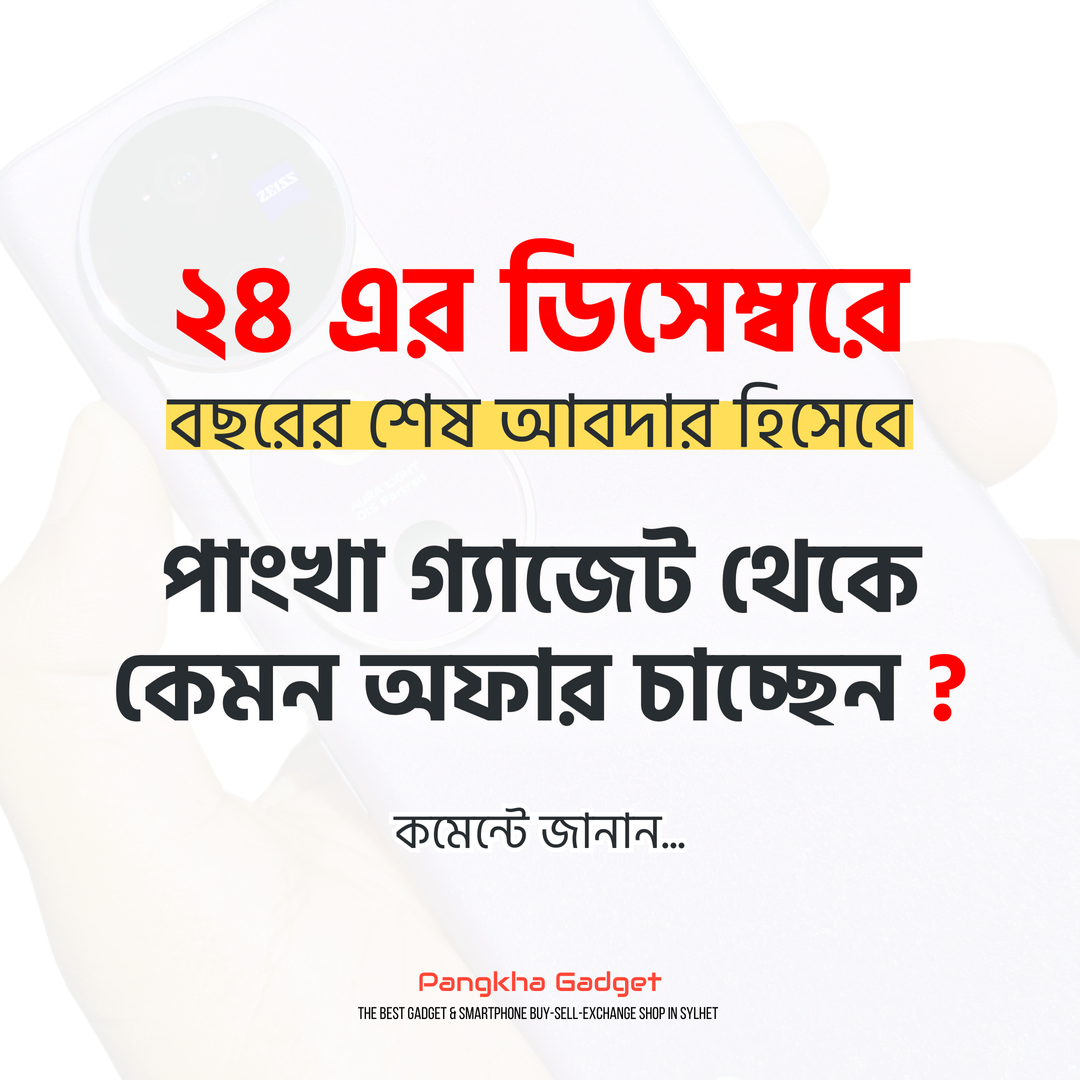 ZEISS
২৪ এর ডিসেম্বরে
বছরের শেষ আবদার হিসেবে
পাংখা গ্যাজেট থেকে
কেমন অফার চাচ্ছেন ?
কমেন্টে জানান...
Pangkha Gadget
THE BEST GADGET & SMARTPHONE BUY-SELL-EXCHANGE SHOP IN SYLHET